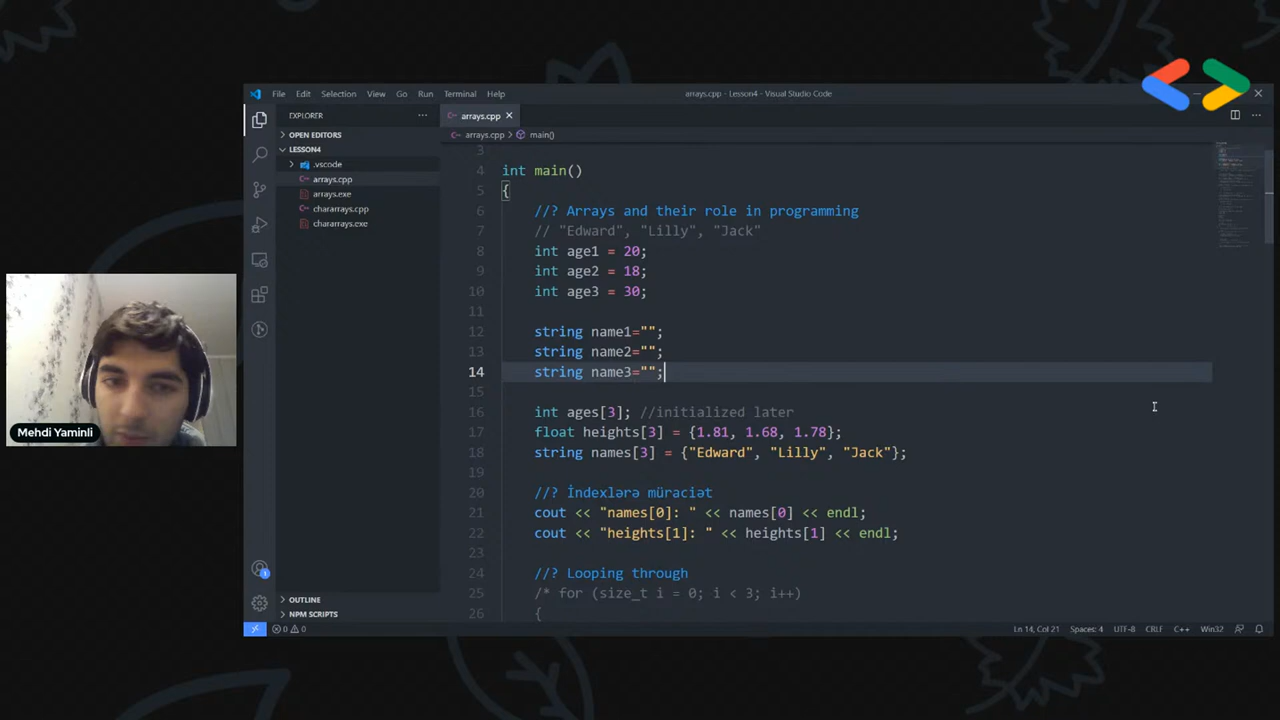 File Edit Selection View Go Run Terminal Help
arrays.cpp - Lesson4 - Visual Studio Code
EXPLORER
OPEN EDITORS
LESSON4
.vscode
arrays.cpp
arrays.exe
chararrays.cpp
chararrays.exe
OUTLINE
NPM SCRIPTS
arrays.cpp
arrays.cpp > main()
3
4 int main()
5 {
6 //? Arrays and their role in programming
7 // "Edward", "Lilly", "Jack"
8 int age1 = 20;
9 int age2 = 18;
10 int age3 = 30;
11
12 string name1="";
13 string name2="";
14 string name3="";
15
16 int ages[3]; //initialized later
17 float heights[3] = {1.81, 1.68, 1.78};
18 string names[3] = {"Edward", "Lilly", "Jack"};
19
20 //? İndexlərə müraciət
21 cout << "names[0]: " << names[0] << endl;
22 cout << "heights[1]: " << heights[1] << endl;
23
24 //? Looping through
25 /* for (size_t i = 0; i < 3; i++)
26 {
Mehdi Yaminli
1
0 0
Ln 14, Col 21 Spaces: 4 UTF-8 CRLF C++ Win32